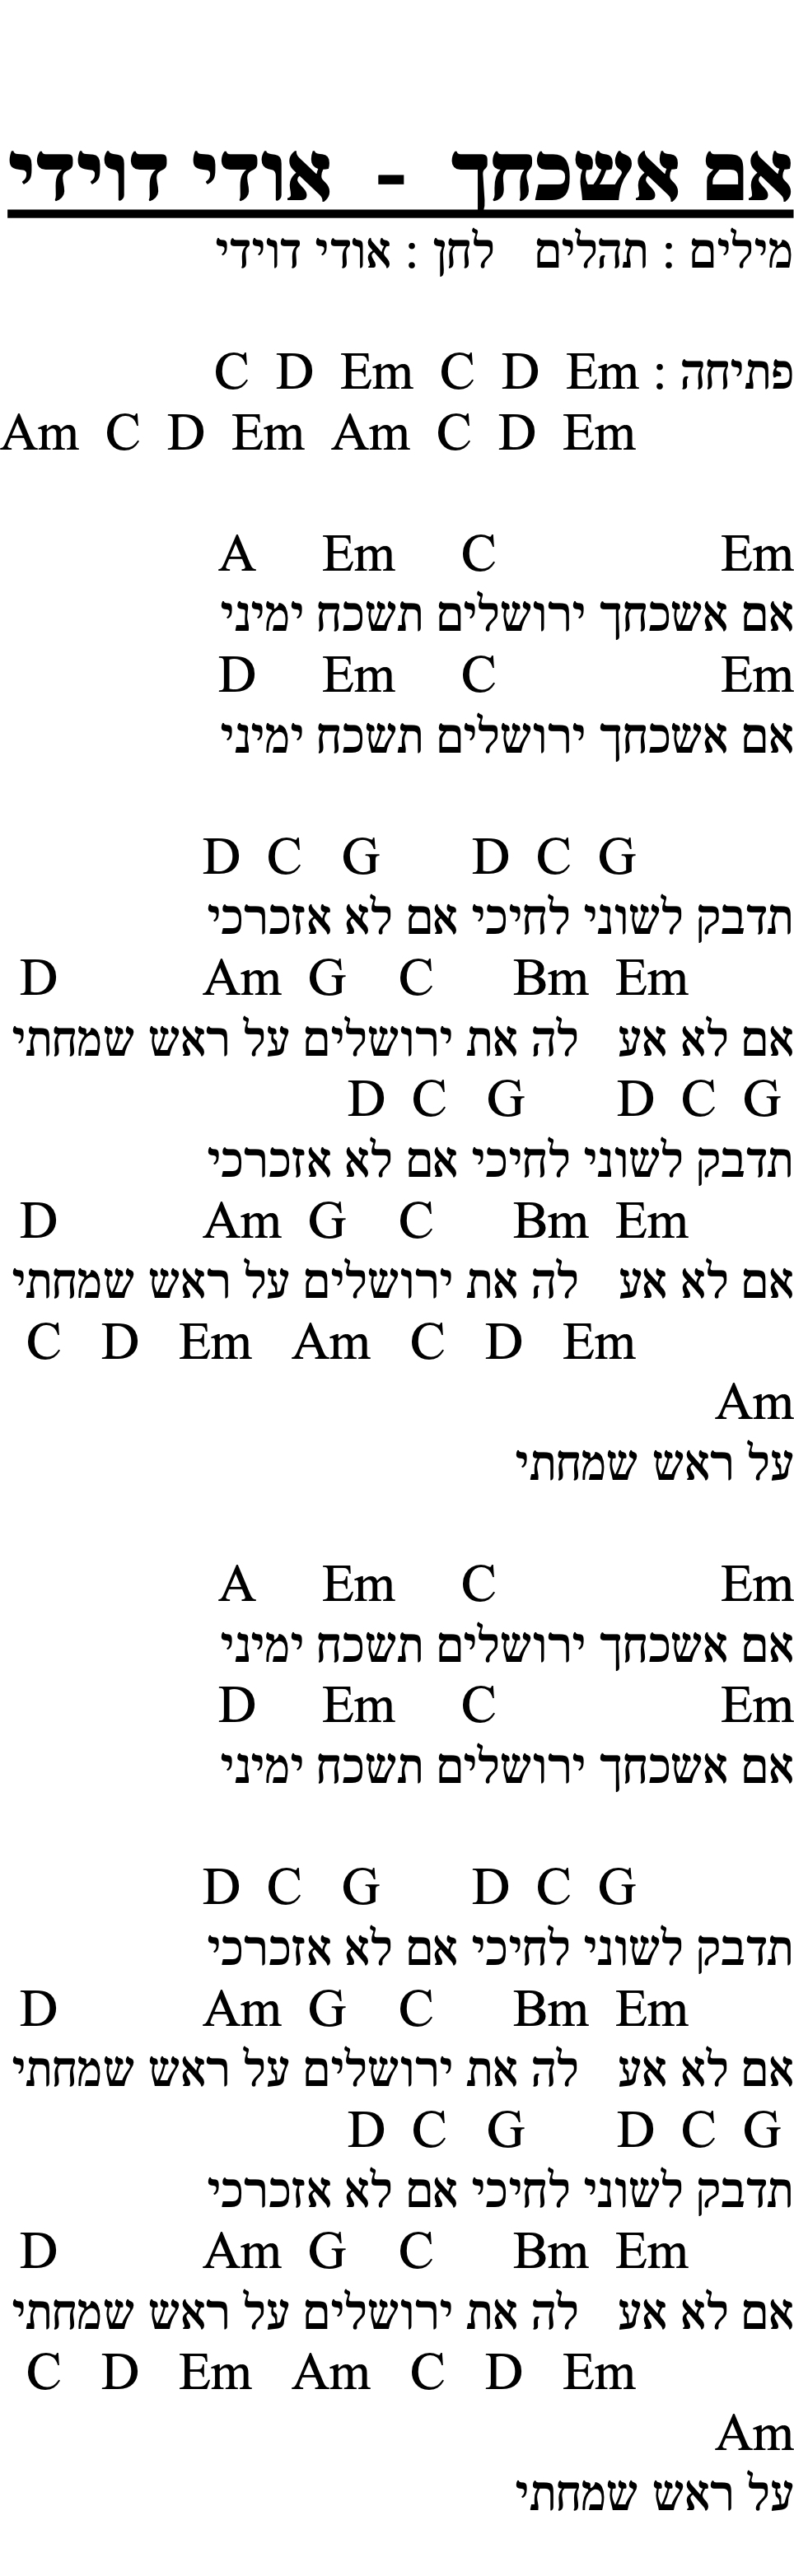 אם אשכחך - אודי דוידי
מילים : תהלים   לחן : אודי דוידי
פתיחה : C D Em C D Em
Am C D Em Am C D Em
A Em C Em
אם אשכחך ירושלים תשכח ימיני
D Em C Em
אם אשכחך ירושלים תשכח ימיני
D C G D C G
תדבק לשוני לחיכי אם לא אזכרכי
D Am G C Bm Em
אם לא אע   לה את ירושלים על ראש שמחתי
D C G D C G
תדבק לשוני לחיכי אם לא אזכרכי
D Am G C Bm Em
אם לא אע   לה את ירושלים על ראש שמחתי
C D Em Am C D Em
Am
על ראש שמחתי
A Em C Em
אם אשכחך ירושלים תשכח ימיני
D Em C Em
אם אשכחך ירושלים תשכח ימיני
D C G D C G
תדבק לשוני לחיכי אם לא אזכרכי
D Am G C Bm Em
אם לא אע   לה את ירושלים על ראש שמחתי
D C G D C G
תדבק לשוני לחיכי אם לא אזכרכי
D Am G C Bm Em
אם לא אע   לה את ירושלים על ראש שמחתי
C D Em Am C D Em
Am
על ראש שמחתי